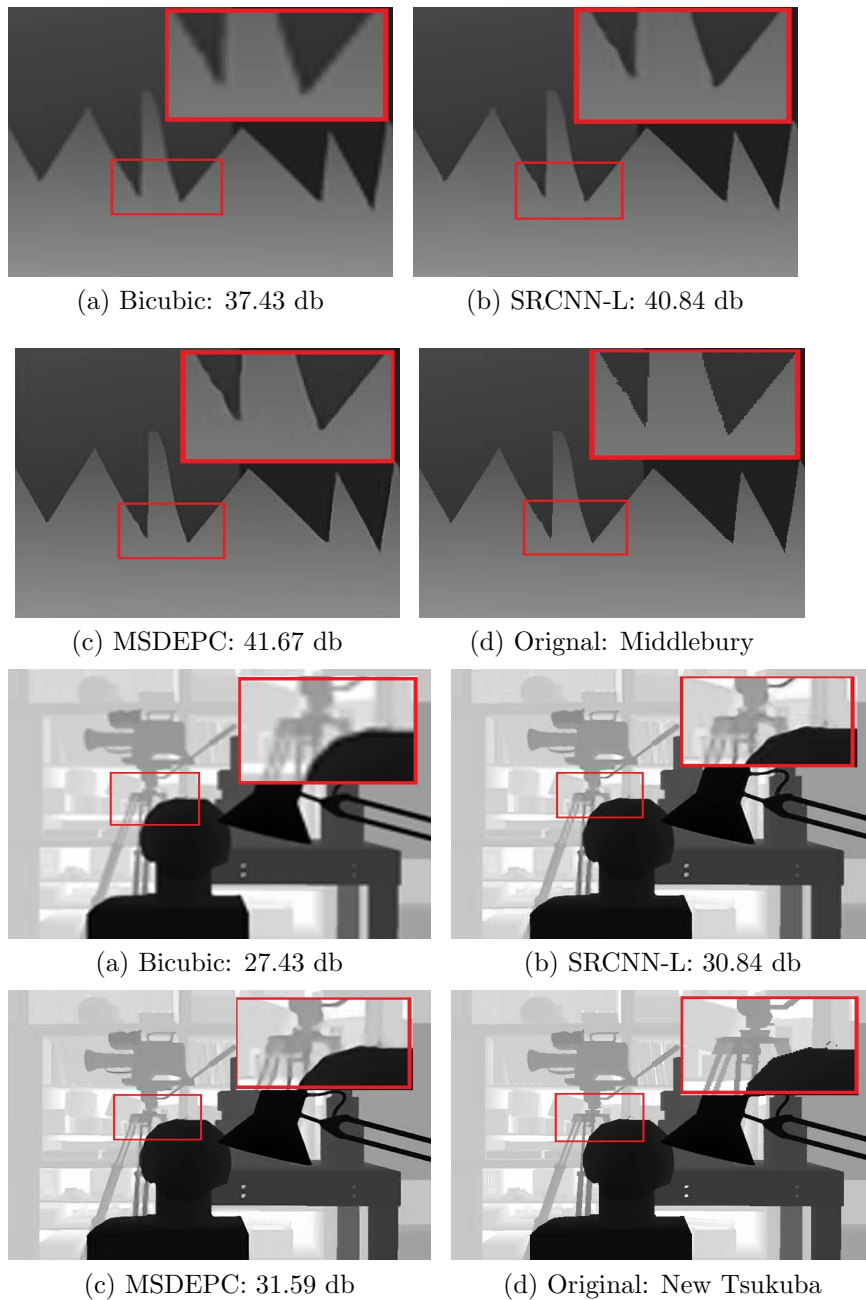 (a) Bicubic: 37.43 db
(b) SRCNN-L: 40.84 db
(c) MSDEPC: 41.67 db
(d) Orignal: Middlebury
(a) Bicubic: 27.43 db
(b) SRCNN-L: 30.84 db
(c) MSDEPC: 31.59 db
(d) Original: New Tsukuba